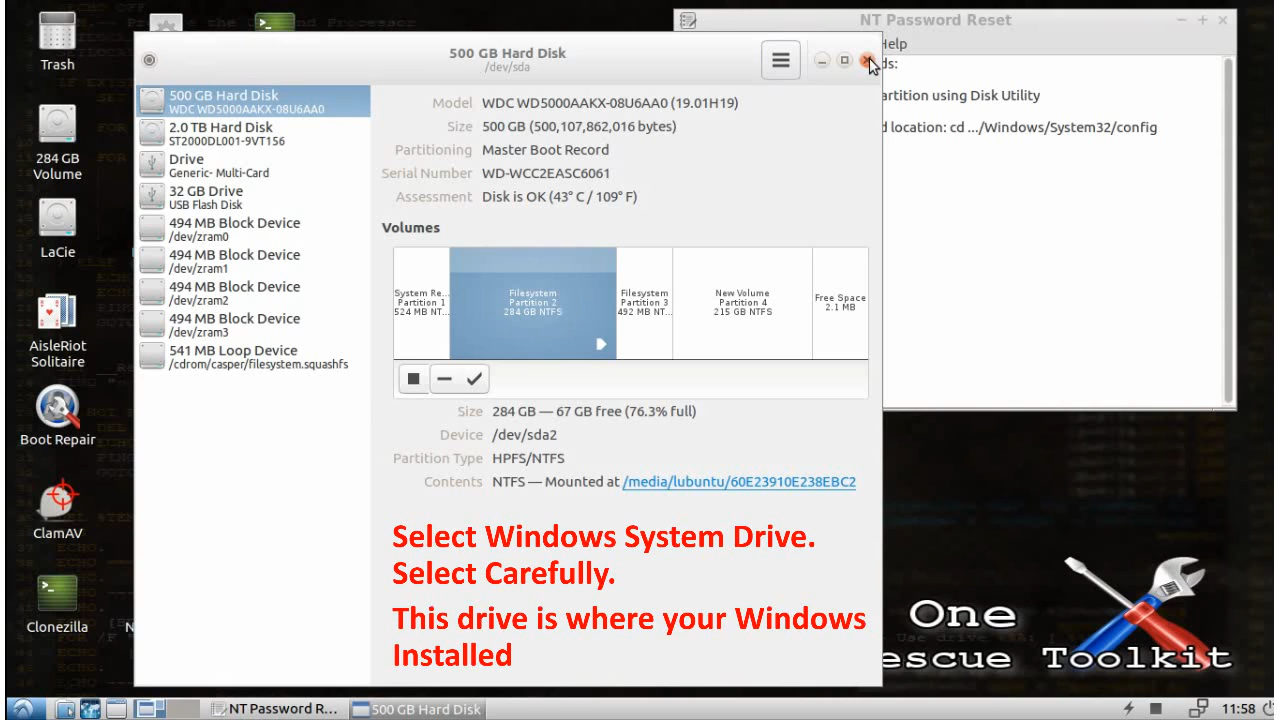 Trash
284 GB
Volume
LaCie
AisleRiot
Solitaire
Boot Repair
ClamAV
Clonezilla
500 GB Hard Disk
/dev/sda
500 GB Hard Disk
WDC WD5000AAKX-08U6AA0
2.0 TB Hard Disk
ST2000DL001-9VT156
Drive
Generic- Multi-Card
32 GB Drive
USB Flash Disk
494 MB Block Device
/dev/zram0
494 MB Block Device
/dev/zram1
494 MB Block Device
/dev/zram2
494 MB Block Device
/dev/zram3
541 MB Loop Device
/cdrom/casper/filesystem.squashfs
Model WDC WD5000AAKX-08U6AA0 (19.01H19)
Size 500 GB (500,107,862,016 bytes)
Partitioning Master Boot Record
Serial Number WD-WCC2EASC6061
Assessment Disk is OK (43° C / 109° F)
Volumes
System Re...
Partition 1
524 MB NT...
Filesystem
Partition 2
284 GB NTFS
Filesystem
Partition 3
492 MB NT...
New Volume
Partition 4
215 GB NTFS
Free Space
2.1 MB
Size 284 GB — 67 GB free (76.3% full)
Device /dev/sda2
Partition Type HPFS/NTFS
Contents NTFS — Mounted at /media/lubuntu/60E23910E238EBC2
Select Windows System Drive.
Select Carefully.
This drive is where your Windows
Installed
NT Password Reset
Help
ds:
artition using Disk Utility
d location: cd .../Windows/System32/config
One
escue Toolkit
NT Password R...
500 GB Hard Disk
11:58